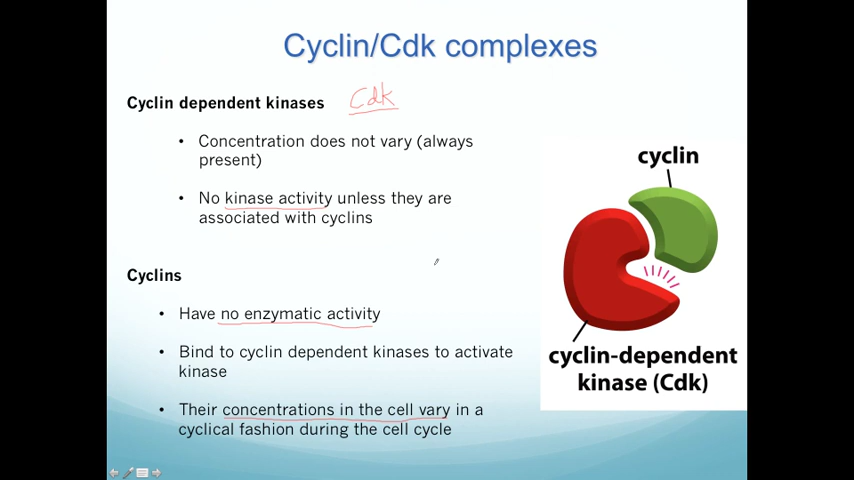 Cyclin/Cdk complexes
Cyclin dependent kinases Cdk
• Concentration does not vary (always
present)
• No kinase activity unless they are
associated with cyclins
Cyclins
• Have no enzymatic activity
• Bind to cyclin dependent kinases to activate
kinase
• Their concentrations in the cell vary in a
cyclical fashion during the cell cycle
cyclin
cyclin-dependent
kinase (Cdk)